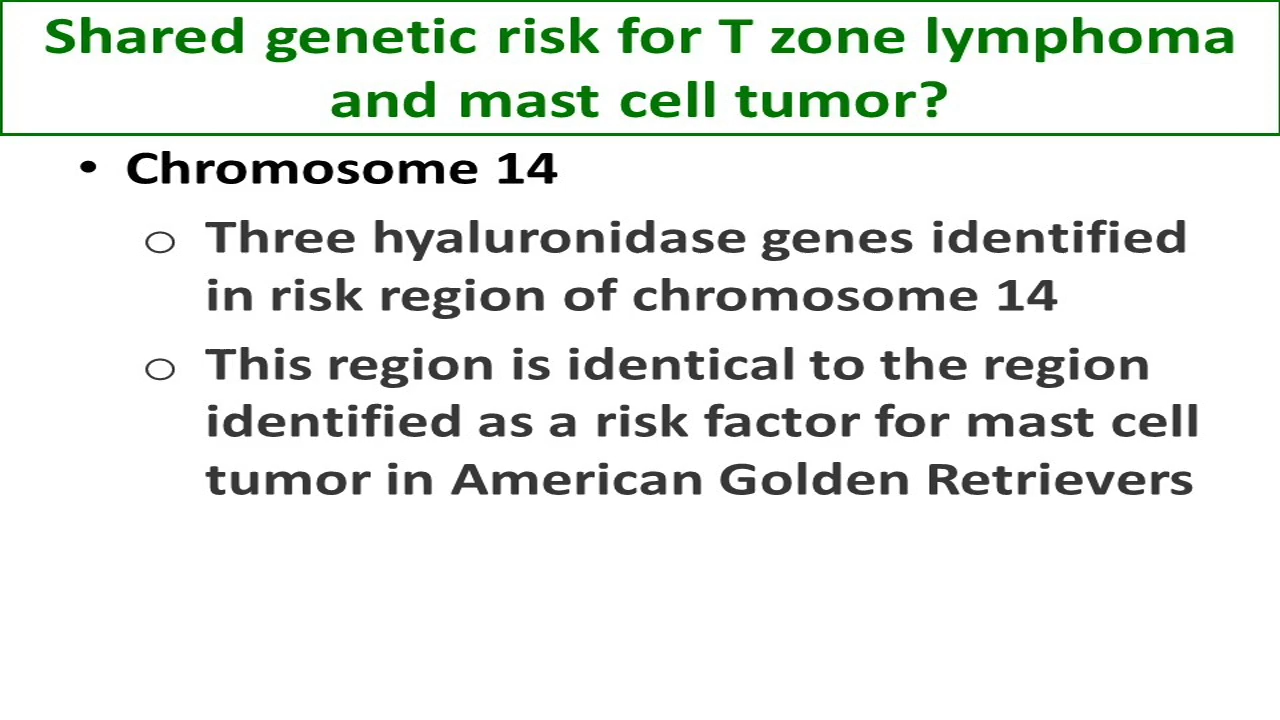 Shared genetic risk for T zone lymphoma
and mast cell tumor?
• Chromosome 14
o Three hyaluronidase genes identified
in risk region of chromosome 14
o This region is identical to the region
identified as a risk factor for mast cell
tumor in American Golden Retrievers